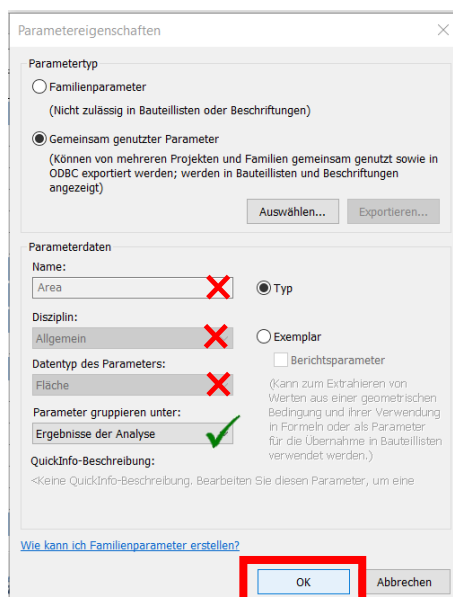 Parametereigenschaften
Parametertyp
Familienparameter
(Nicht zulässig in Bauteillisten oder Beschriftungen)
Gemeinsam genutzter Parameter
(Können von mehreren Projekten und Familien gemeinsam genutzt sowie in
ODBC exportiert werden; werden in Bauteillisten und Beschriftungen
angezeigt)
Auswählen... Exportieren...
Parameterdaten
Name:
Area
Typ
Disziplin:
Allgemein
Exemplar
Berichtsparameter
Datentyp des Parameters:
Fläche
(Kann zum Extrahieren von
Werten aus einer geometrischen
Bedingung und ihrer Verwendung
in Formeln oder als Parameter
für die Übernahme in Bauteillisten
verwendet werden.)
Parameter gruppieren unter:
Ergebnisse der Analyse
QuickInfo-Beschreibung:
<Keine QuickInfo-Beschreibung. Bearbeiten Sie diesen Parameter, um eine
Wie kann ich Familienparameter erstellen?
OK Abbrechen